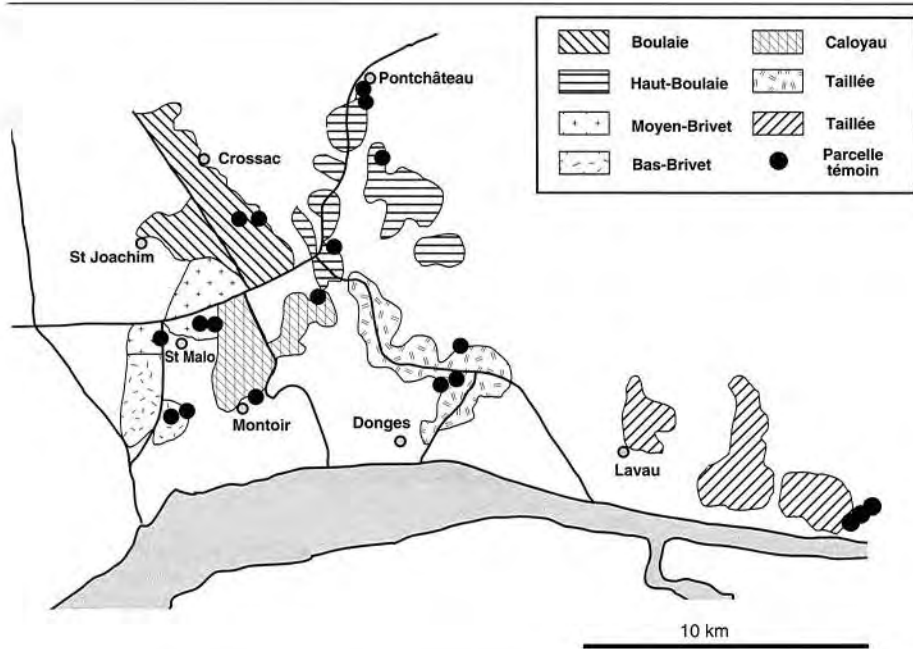 Boulaie
Caloyau
Haut-Boulaie
Taillée
Moyen-Brivet
Taillée
Bas-Brivet
Parcelle
témoin
Pontchâteau
Crossac
St Joachim
St Malo
Montoir
Donges
Lavau
10 km